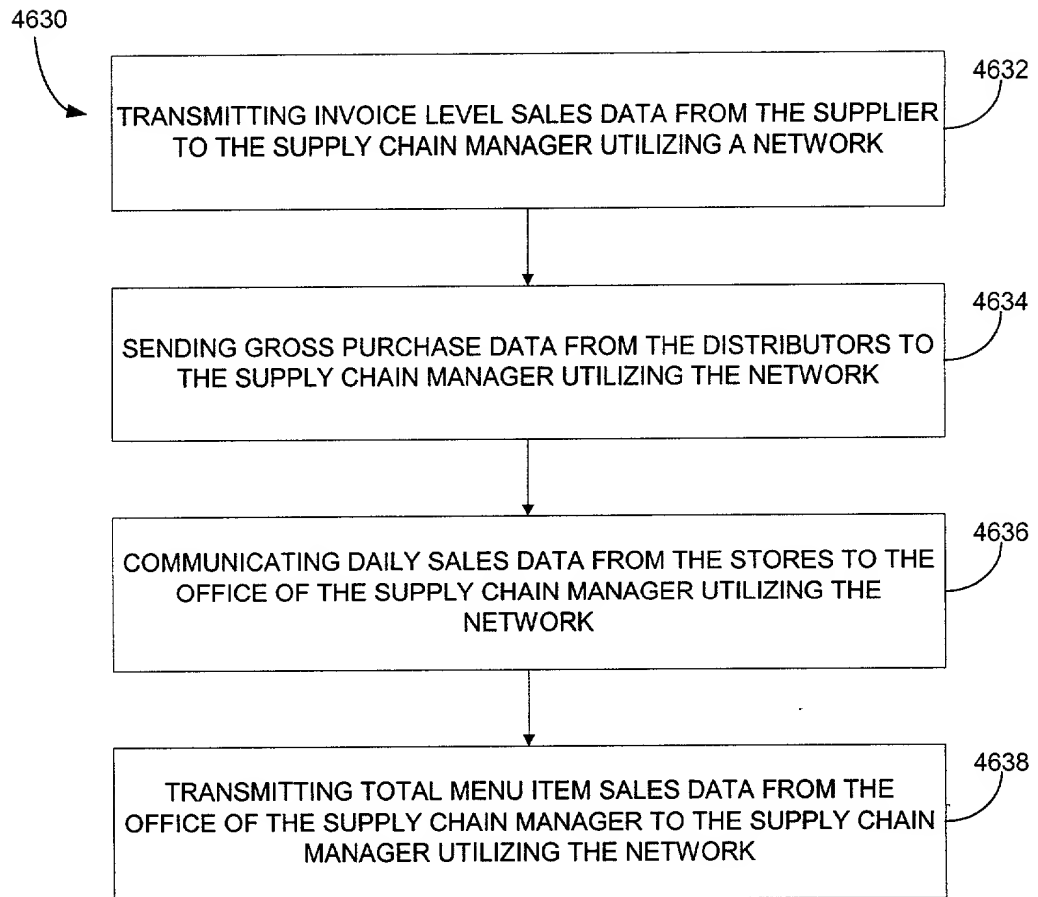 4630
4632
TRANSMITTING INVOICE LEVEL SALES DATA FROM THE SUPPLIER
TO THE SUPPLY CHAIN MANAGER UTILIZING A NETWORK
4634
SENDING GROSS PURCHASE DATA FROM THE DISTRIBUTORS TO
THE SUPPLY CHAIN MANAGER UTILIZING THE NETWORK
4636
COMMUNICATING DAILY SALES DATA FROM THE STORES TO THE
OFFICE OF THE SUPPLY CHAIN MANAGER UTILIZING THE
NETWORK
4638
TRANSMITTING TOTAL MENU ITEM SALES DATA FROM THE
OFFICE OF THE SUPPLY CHAIN MANAGER TO THE SUPPLY CHAIN
MANAGER UTILIZING THE NETWORK